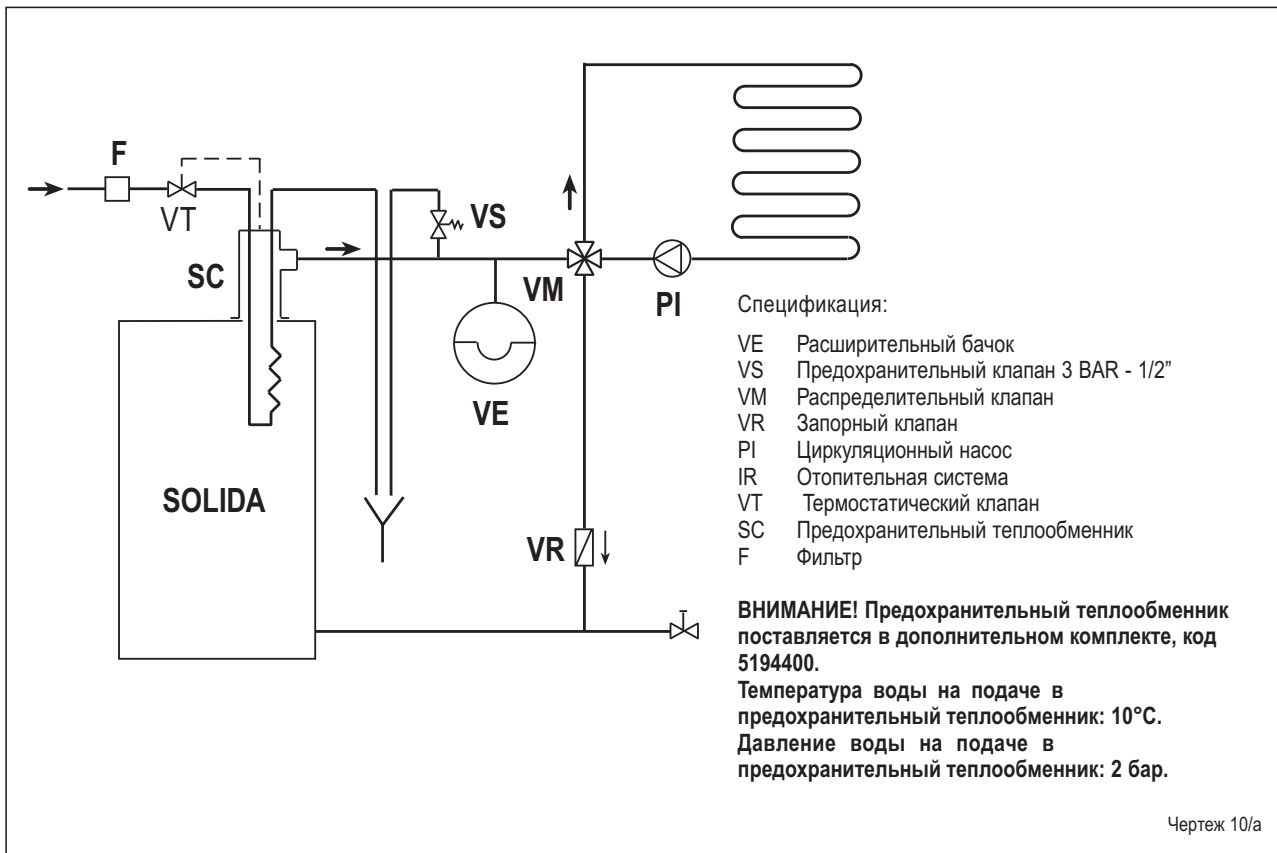 F
VT
VS
SC
VM
PI
VE
SOLIDA
VR
Спецификация:
VE Расширительный бачок
VS Предохранительный клапан 3 BAR - 1/2”
VM Распределительный клапан
VR Запорный клапан
PI Циркуляционный насос
IR Отопительная система
VT Термостатический клапан
SC Предохранительный теплообменник
F Фильтр
ВНИМАНИЕ! Предохранительный теплообменник
поставляется в дополнительном комплекте, код
5194400.
Температура воды на подаче в
предохранительный теплообменник: 10°C.
Давление воды на подаче в
предохранительный теплообменник: 2 бар.
Чертеж 10/a